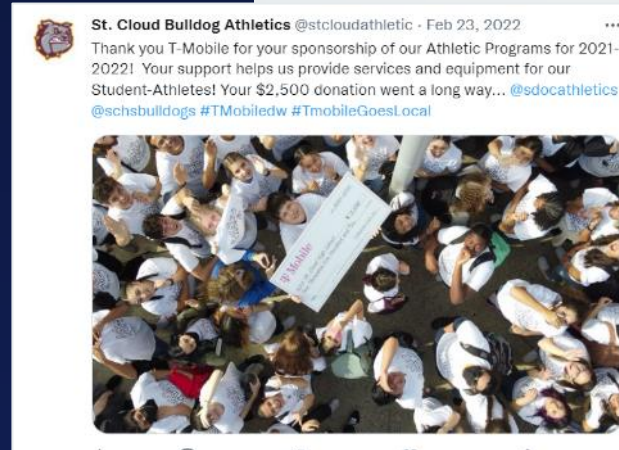 St. Cloud Bulldog Athletics @stcloudathletic · Feb 23, 2022
Thank you T-Mobile for your sponsorship of our Athletic Programs for 2021-
2022! Your support helps us provide services and equipment for our
Student-Athletes! Your $2,500 donation went a long way... @sdocathletics
@schsbulldogs #TMobiledw #TmobileGoesLocal
T Mobile